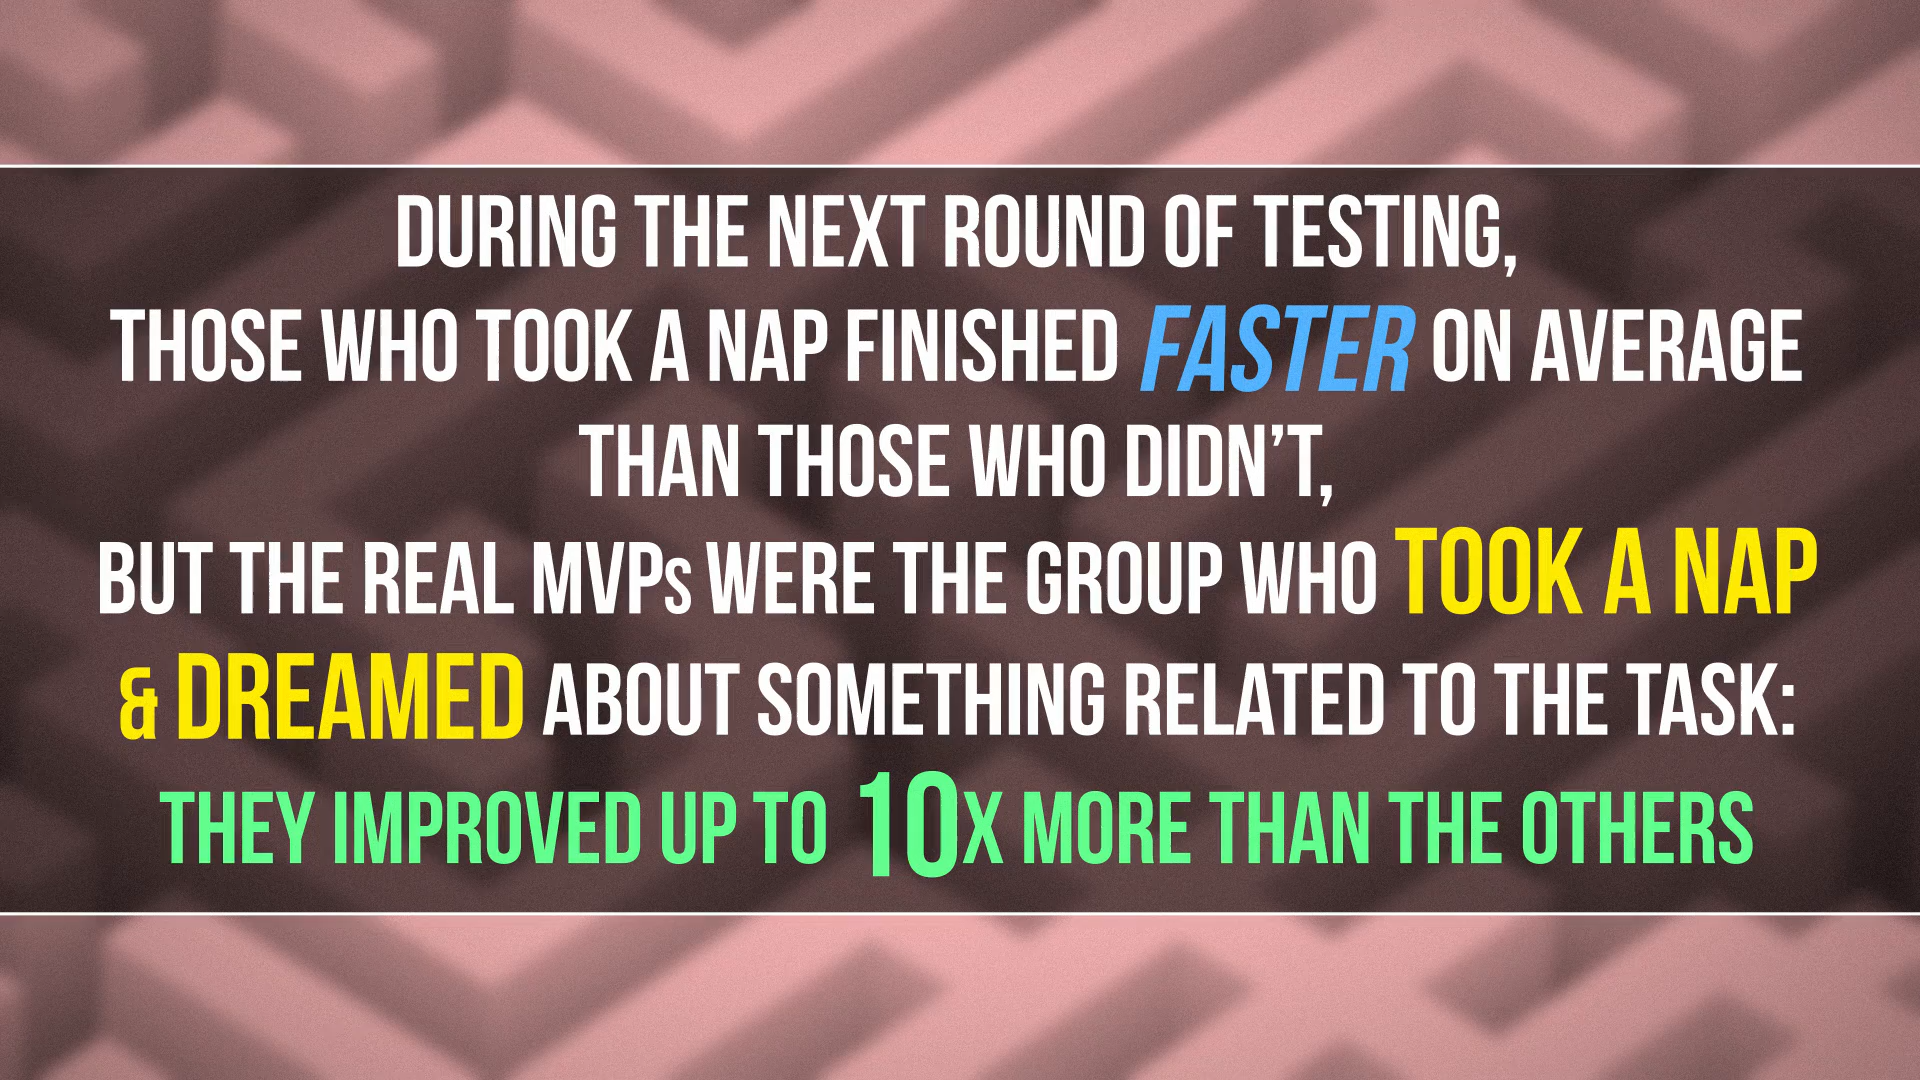 DURING THE NEXT ROUND OF TESTING,
THOSE WHO TOOK A NAP FINISHED FASTER ON AVERAGE
THAN THOSE WHO DIDN’T,
BUT THE REAL MVPs WERE THE GROUP WHO TOOK A NAP
& DREAMED ABOUT SOMETHING RELATED TO THE TASK:
THEY IMPROVED UP TO 10X MORE THAN THE OTHERS